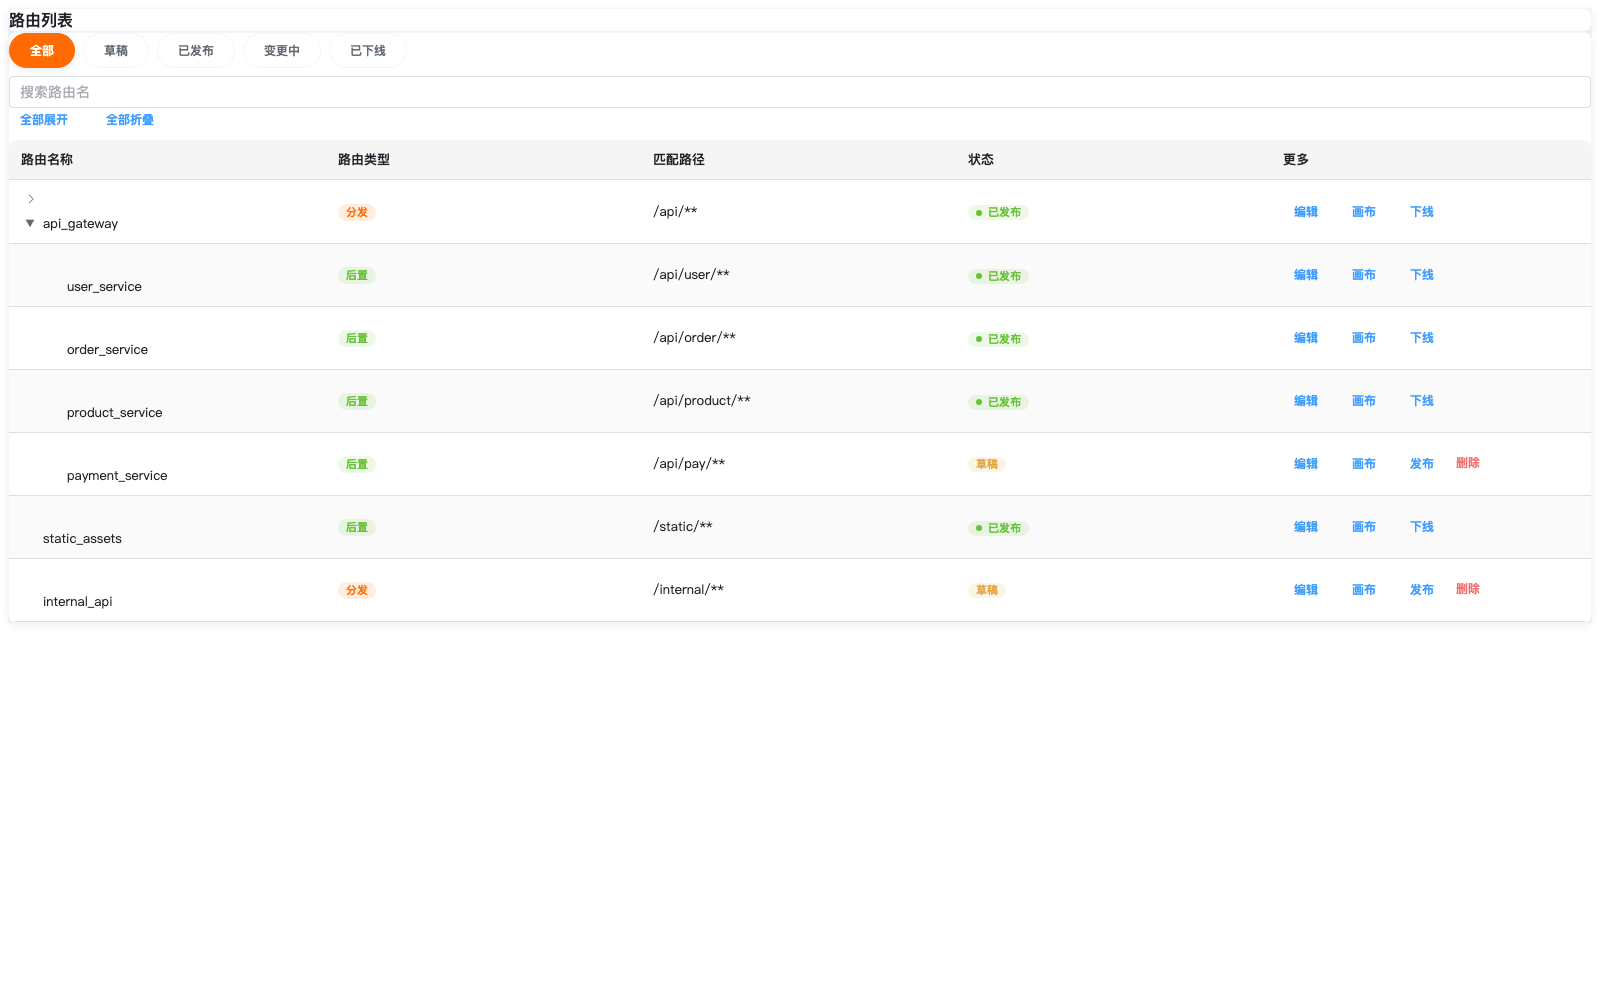 路由列表
全部 草稿 已发布 变更中 已下线
搜索路由名
全部展开 全部折叠
路由名称 路由类型 匹配路径 状态 更多
api_gateway 分发 /api/** 已发布 编辑 画布 下线
user_service 后置 /api/user/** 已发布 编辑 画布 下线
order_service 后置 /api/order/** 已发布 编辑 画布 下线
product_service 后置 /api/product/** 已发布 编辑 画布 下线
payment_service 后置 /api/pay/** 草稿 编辑 画布 发布 删除
static_assets 后置 /static/** 已发布 编辑 画布 下线
internal_api 分发 /internal/** 草稿 编辑 画布 发布 删除